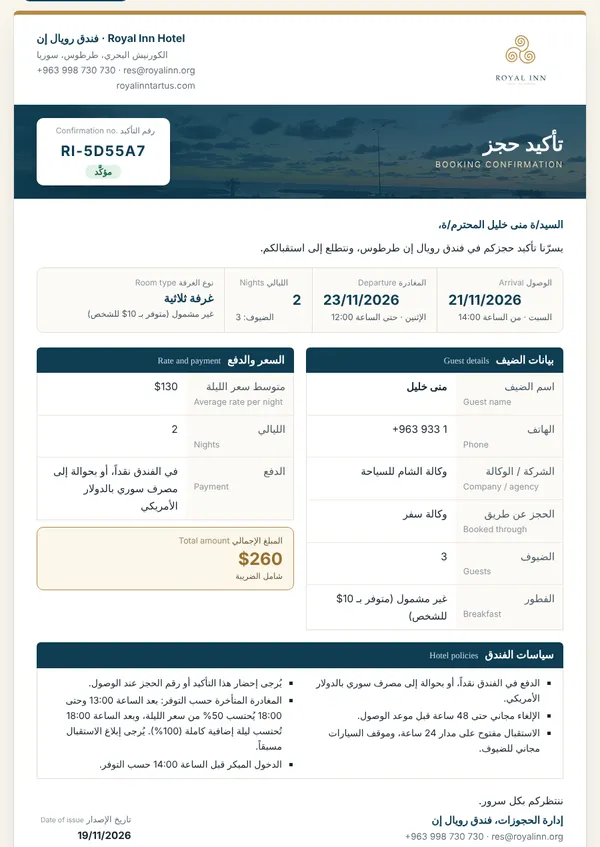 فندق رويال إن · Royal Inn Hotel
الكورنيش البحري، طرطوس، سوريا
+963 998 730 730 · res@royalinn.org
royalinntartus.com
ROYAL INN
تأكيد حجز
BOOKING CONFIRMATION
رقم التأكيد Confirmation no.
RI-5D55A7
مؤكَّد
السيد/ة منى خليل المحترم/ة،
يسرّنا تأكيد حجزكم في فندق رويال إن طرطوس، ونتطلع إلى استقبالكم.
الوصول Arrival
21/11/2026
السبت · من الساعة 14:00
المغادرة Departure
23/11/2026
الإثنين · حتى الساعة 12:00
الليالي Nights
2
الضيوف: 3
نوع الغرفة Room type
غرفة ثلاثية
غير مشمول (متوفر بـ 10$ للشخص)
بيانات الضيف Guest details
اسم الضيف
Guest name
منى خليل
الهاتف
Phone
+963 933 1
الشركة / الوكالة
Company / agency
وكالة الشام للسياحة
الحجز عن طريق
Booked through
وكالة سفر
الضيوف
Guests
3
الفطور
Breakfast
غير مشمول (متوفر بـ 10$
للشخص)
السعر والدفع Rate and payment
متوسط سعر الليلة
Average rate per night
$130
الليالي
Nights
2
الدفع
Payment
في الفندق نقداً، أو بحوالة إلى
مصرف سوري بالدولار
الأمريكي
المبلغ الإجمالي Total amount
$260
شامل الضريبة
سياسات الفندق Hotel policies
الدفع في الفندق نقداً، أو بحوالة إلى مصرف سوري بالدولار
الأمريكي.
الإلغاء مجاني حتى 48 ساعة قبل موعد الوصول.
الاستقبال مفتوح على مدار 24 ساعة، وموقف السيارات
مجاني للضيوف.
يُرجى إحضار هذا التأكيد أو رقم الحجز عند الوصول.
المغادرة المتأخرة حسب التوفر: بعد الساعة 13:00 وحتى
18:00 يُحتسب 50% من سعر الليلة، وبعد الساعة 18:00
تُحتسب ليلة إضافية كاملة (100%). يُرجى إبلاغ الاستقبال
مسبقاً.
الدخول المبكر قبل الساعة 14:00 حسب التوفر.
ننتظركم بكل سرور.
إدارة الحجوزات، فندق رويال إن
+963 998 730 730 · res@royalinn.org
تاريخ الإصدار Date of issue
19/11/2026